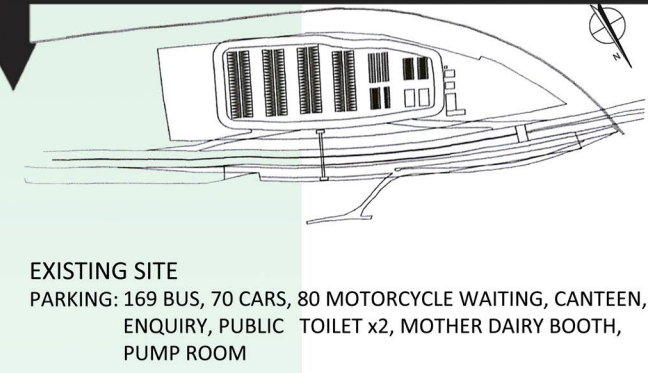 N
EXISTING SITE
PARKING: 169 BUS, 70 CARS, 80 MOTORCYCLE WAITING, CANTEEN,
ENQUIRY, PUBLIC TOILET x2, MOTHER DAIRY BOOTH,
PUMP ROOM